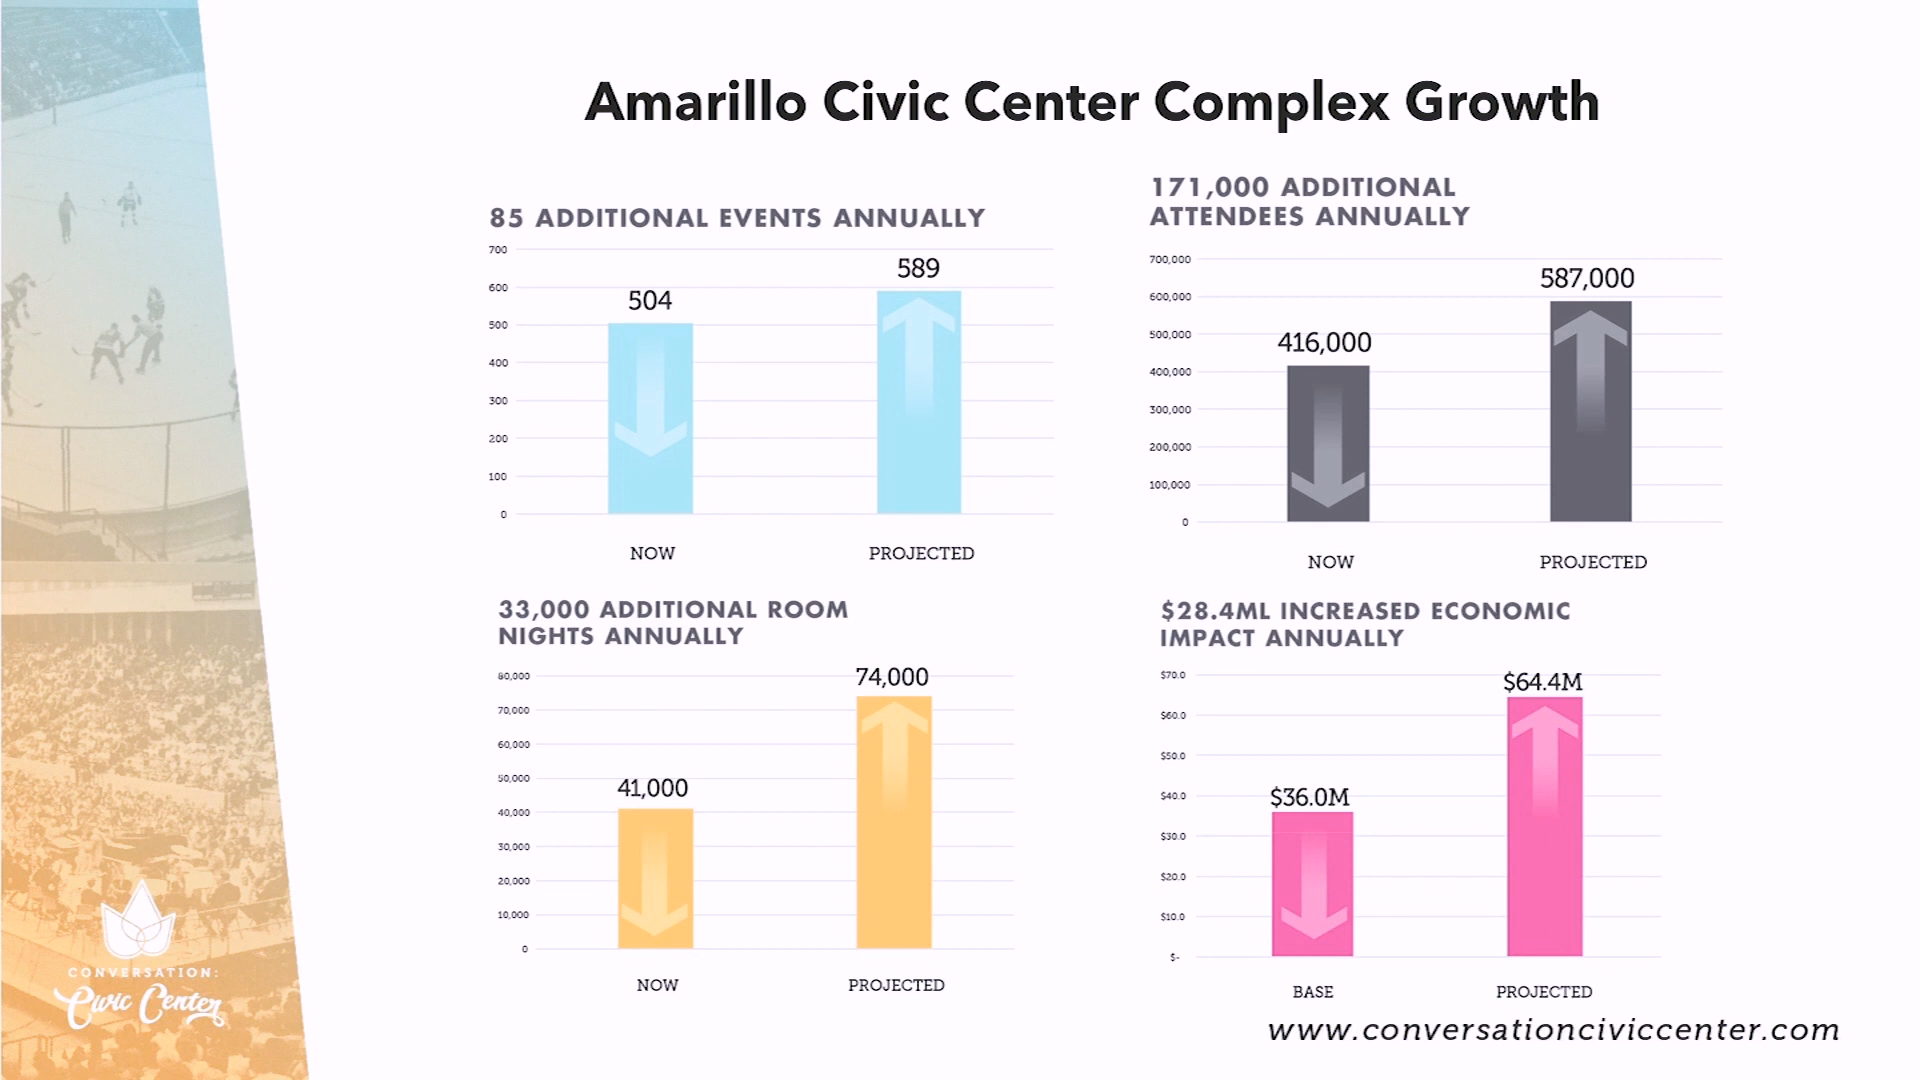 Amarillo Civic Center Complex Growth
85 ADDITIONAL EVENTS ANNUALLY
700
600
500
400
300
200
100
0
504
589
NOW
PROJECTED
171,000 ADDITIONAL
ATTENDEES ANNUALLY
700,000
600,000
500,000
400,000
300,000
200,000
100,000
0
416,000
587,000
NOW
PROJECTED
33,000 ADDITIONAL ROOM
NIGHTS ANNUALLY
80,000
70,000
60,000
50,000
40,000
30,000
20,000
10,000
0
41,000
74,000
NOW
PROJECTED
$28.4ML INCREASED ECONOMIC
IMPACT ANNUALLY
$70.0
$60.0
$50.0
$40.0
$30.0
$20.0
$10.0
$-
$36.0M
$64.4M
BASE
PROJECTED
CONVERSATION:
Civic Center
www.conversationciviccenter.com